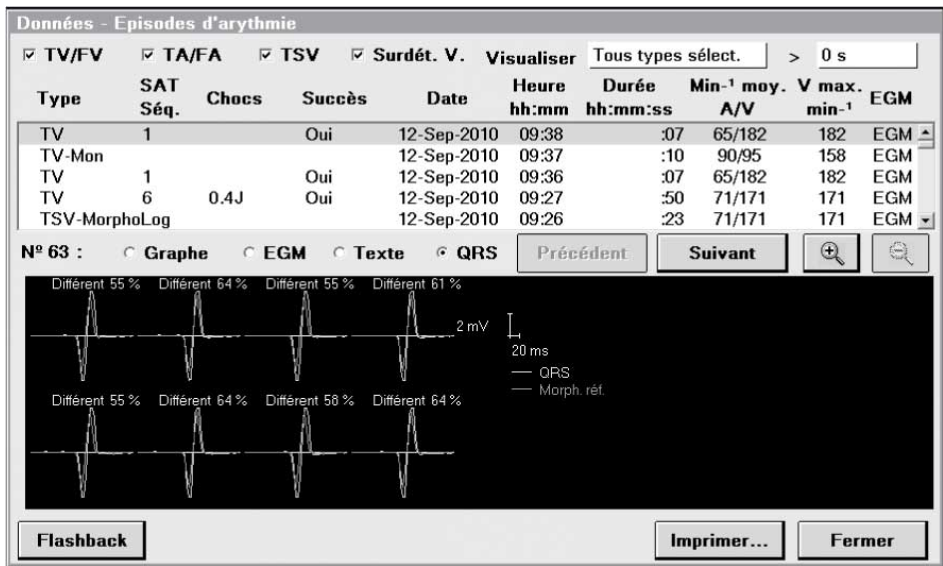 Données - Episodes d'arythmie
TV/FV TA/FA TSV Surdét. V. Visualiser Tous types sélect. > 0 s
Type SAT Séq. Chocs Succès Date Heure hh:mm Durée hh:mm:ss Min-¹ moy. A/V V max. min-¹ EGM
TV 1 Oui 12-Sep-2010 09:38 :07 65/182 182 EGM
TV-Mon 12-Sep-2010 09:37 :10 90/95 158 EGM
TV 1 Oui 12-Sep-2010 09:36 :07 65/182 182 EGM
TV 6 0.4J Oui 12-Sep-2010 09:27 :50 71/171 171 EGM
TSV-MorphoLog 12-Sep-2010 09:26 :23 71/171 171 EGM
Nº 63 : Graphe EGM Texte QRS Précédent Suivant
Différent 55 % Différent 64 % Différent 55 % Différent 61 %
2 mV
20 ms
QRS
Morph. réf.
Différent 55 % Différent 64 % Différent 58 % Différent 64 %
Flashback Imprimer... Fermer